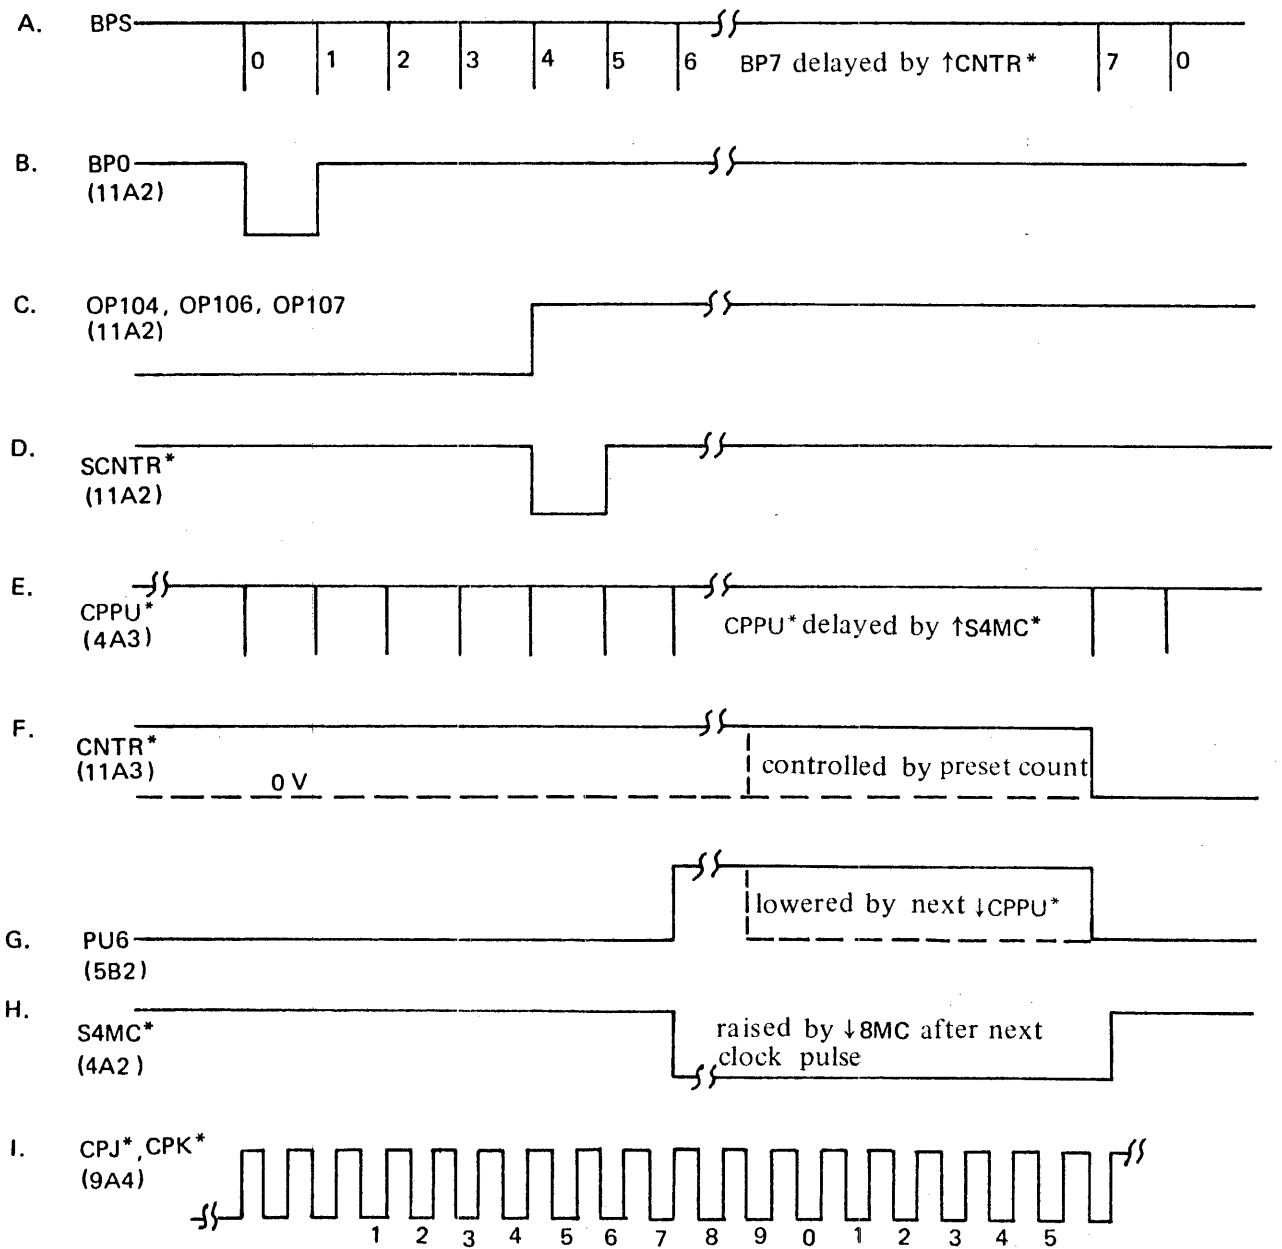 A. BPS
0 1 2 3 4 5 6 BP7 delayed by ↑CNTR* 7 0
B. BP0
(11A2)
C. OP104, OP106, OP107
(11A2)
D. SCNTR*
(11A2)
E. CPPU*
(4A3)
CPPU* delayed by ↑S4MC*
F. CNTR*
(11A3)
0 V
controlled by preset count
lowered by next ↓CPPU*
G. PU6
(5B2)
H. S4MC*
(4A2)
raised by ↓8MC after next
clock pulse
I. CPJ*, CPK*
(9A4)
1 2 3 4 5 6 7 8 9 0 1 2 3 4 5